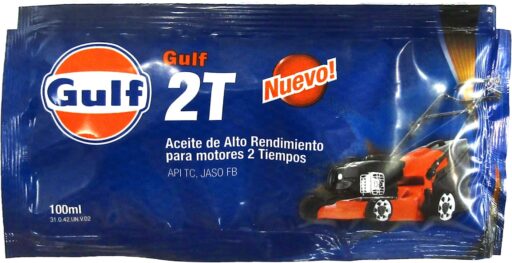 Gulf
Gulf
2T
Nuevo!
Aceite de Alto Rendimiento
para motores 2 Tiempos
API TC, JASO FB
100ml
31.0.42.UN.V.02